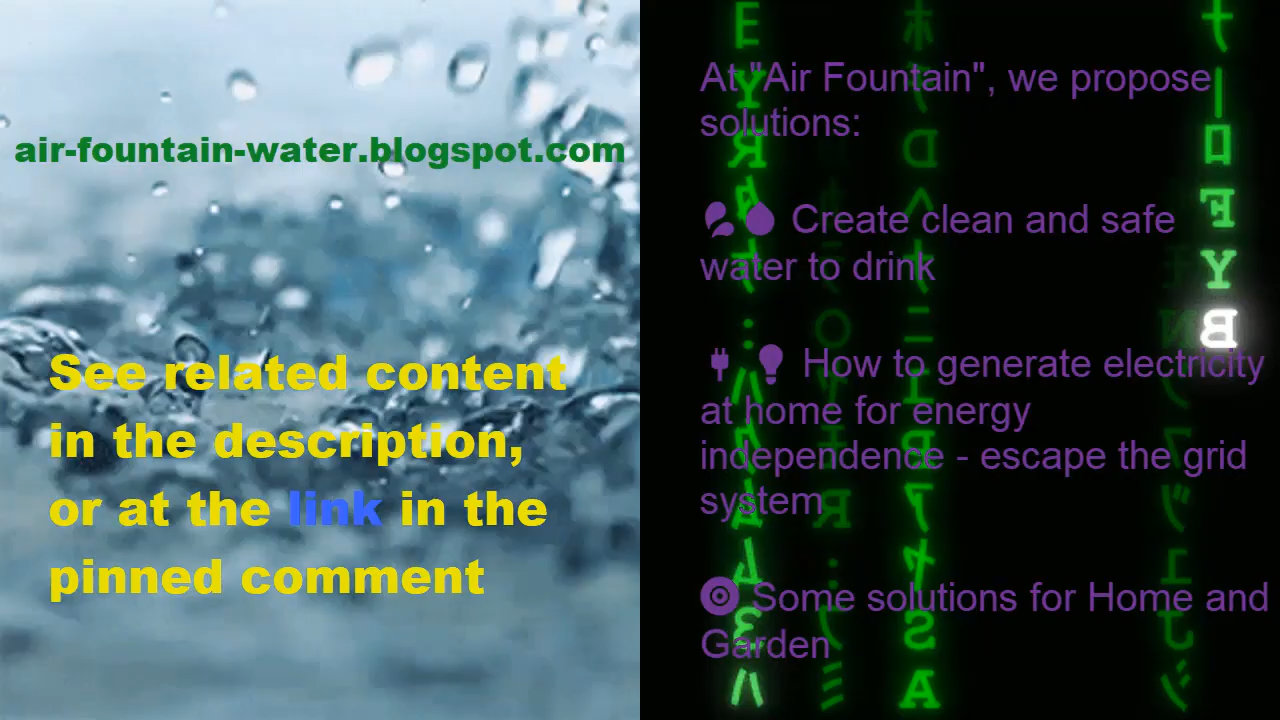 air-fountain-water.blogspot.com
See related content
in the description,
or at the link in the
pinned comment
At "Air Fountain", we propose
solutions:
Create clean and safe
water to drink
How to generate electricity
at home for energy
independence - escape the grid
system
Some solutions for Home and
Garden